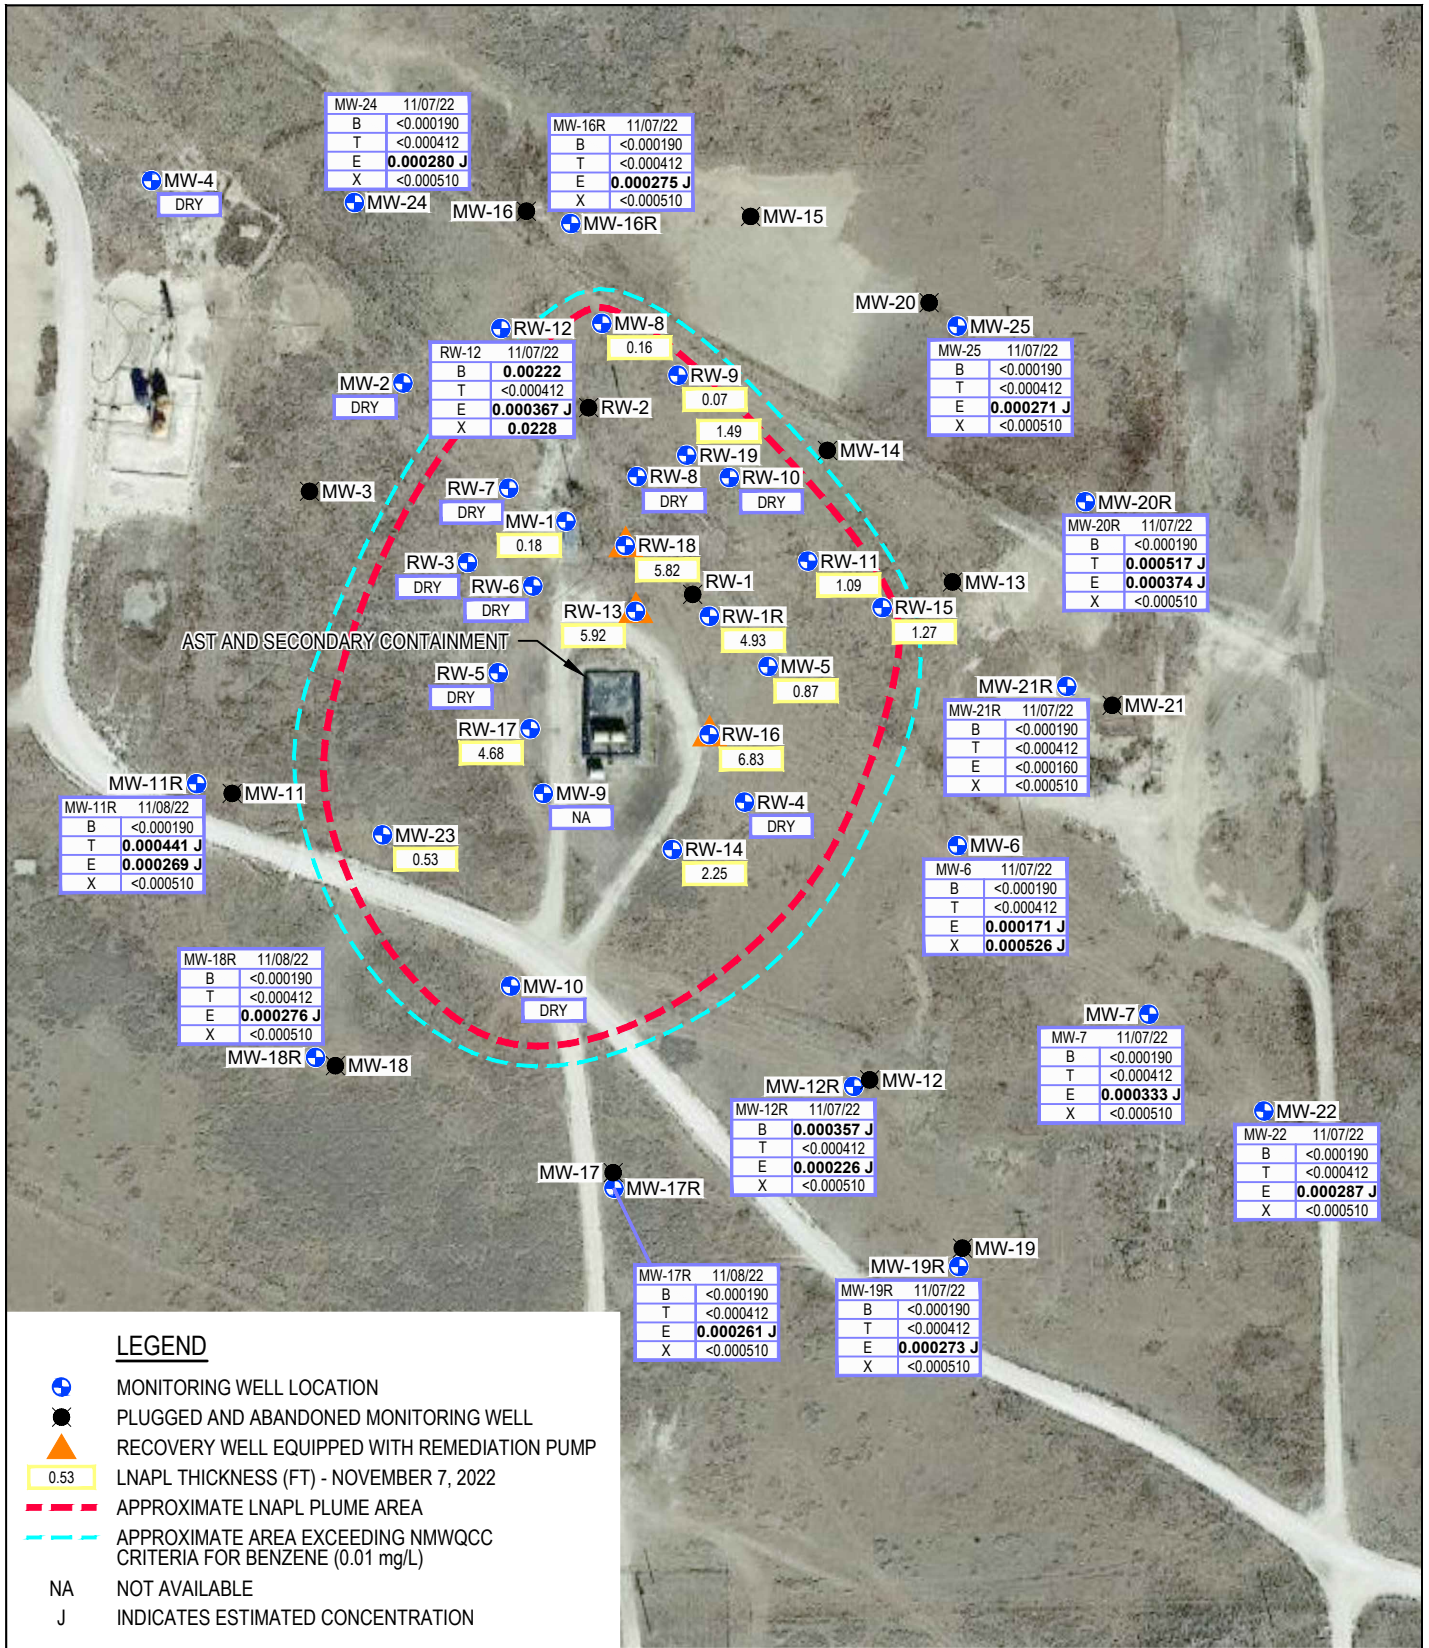 MW-24 11/07/22
B <0.000190
T <0.000412
E 0.000280 J
X <0.000510
MW-24
MW-4
DRY
MW-16R 11/07/22
B <0.000190
T <0.000412
E 0.000275 J
X <0.000510
MW-16
MW-16R
MW-15
MW-20
MW-25
MW-25 11/07/22
B <0.000190
T <0.000412
E 0.000271 J
X <0.000510
RW-12
RW-12 11/07/22
B 0.00222
T <0.000412
E 0.000367 J
X 0.0228
MW-8
0.16
MW-2
DRY
RW-9
0.07
RW-2
1.49
RW-19
MW-14
RW-8
DRY
RW-10
DRY
MW-3
RW-7
DRY
MW-1
0.18
MW-20R
MW-20R 11/07/22
B <0.000190
T 0.000517 J
E 0.000374 J
X <0.000510
RW-18
5.82
RW-3
DRY
RW-6
DRY
RW-11
1.09
RW-1
MW-13
RW-13
5.92
RW-1R
4.93
RW-15
1.27
AST AND SECONDARY CONTAINMENT
RW-5
DRY
MW-5
0.87
MW-21R
MW-21
MW-21R 11/07/22
B <0.000190
T <0.000412
E <0.000160
X <0.000510
RW-17
4.68
RW-16
6.83
MW-11R
MW-11
MW-11R 11/08/22
B <0.000190
T 0.000441 J
E 0.000269 J
X <0.000510
MW-9
NA
RW-4
DRY
MW-23
0.53
RW-14
2.25
MW-6
MW-6 11/07/22
B <0.000190
T <0.000412
E 0.000171 J
X 0.000526 J
MW-18R 11/08/22
B <0.000190
T <0.000412
E 0.000276 J
X <0.000510
MW-18R
MW-18
MW-10
DRY
MW-7
MW-7 11/07/22
B <0.000190
T <0.000412
E 0.000333 J
X <0.000510
MW-12R
MW-12
MW-12R 11/07/22
B 0.000357 J
T <0.000412
E 0.000226 J
X <0.000510
MW-22
MW-22 11/07/22
B <0.000190
T <0.000412
E 0.000287 J
X <0.000510
MW-17
MW-17R
MW-17R 11/08/22
B <0.000190
T <0.000412
E 0.000261 J
X <0.000510
MW-19
MW-19R
MW-19R 11/07/22
B <0.000190
T <0.000412
E 0.000273 J
X <0.000510
LEGEND
MONITORING WELL LOCATION
PLUGGED AND ABANDONED MONITORING WELL
RECOVERY WELL EQUIPPED WITH REMEDIATION PUMP
0.53 LNAPL THICKNESS (FT) - NOVEMBER 7, 2022
APPROXIMATE LNAPL PLUME AREA
APPROXIMATE AREA EXCEEDING NMWQCC
CRITERIA FOR BENZENE (0.01 mg/L)
NA NOT AVAILABLE
J INDICATES ESTIMATED CONCENTRATION